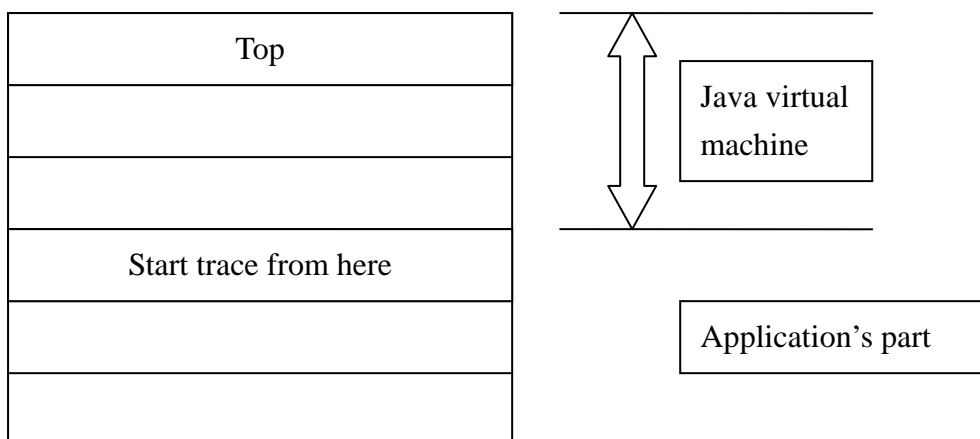 Top
Java virtual
machine
Start trace from here
Application’s part